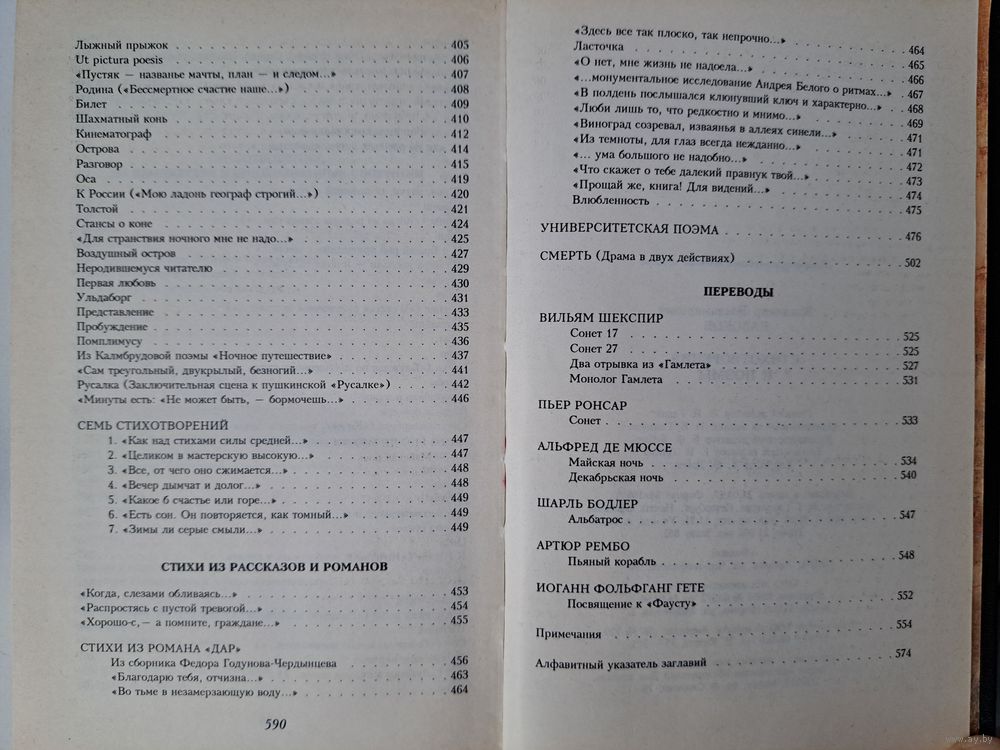 Лыжный прыжок . . . 405
Ut pictura poesis . . . 406
«Пустяк — названье мачты, план — и следом...» . . . 407
Родина («Бессмертное счастие наше...») . . . 408
Билет . . . 409
Шахматный конь . . . 410
Кинематограф . . . 412
Острова . . . 414
Разговор . . . 415
Оса . . . 419
К России («Мою ладонь географ строгий...») . . . 420
Толстой . . . 421
Стансы о коне . . . 424
«Для странствия ночного мне не надо...» . . . 425
Воздушный остров . . . 427
Неродившемуся читателю . . . 429
Первая любовь . . . 430
Ульдаборг . . . 431
Представление . . . 433
Пробуждение . . . 435
Помплимусу . . . 436
Из Калмбрудовой поэмы «Ночное путешествие» . . . 437
«Сам треугольный, двукрылый, безногий...» . . . 441
Русалка (Заключительная сцена к пушкинской «Русалке») . . . 442
«Минуты есть: «Не может быть, — бормочешь...» . . . 446
СЕМЬ СТИХОТВОРЕНИЙ
1. «Как над стихами силы средней...» . . . 447
2. «Целиком в мастерскую высокую...» . . . 447
3. «Все, от чего оно сжимается...» . . . 448
4. «Вечер дымчат и долог...» . . . 448
5. «Какое б счастье или горе...» . . . 449
6. «Есть сон. Он повторяется, как томный...» . . . 449
7. «Зимы ли серые смыли...» . . . 449
СТИХИ ИЗ РАССКАЗОВ И РОМАНОВ
«Когда, слезами обливаясь...» . . . 453
«Распростясь с пустой тревогой...» . . . 454
«Хорошо-с,— а помните, граждане...» . . . 455
СТИХИ ИЗ РОМАНА «ДАР»
Из сборника Федора Годунова-Чердынцева . . . 456
«Благодарю тебя, отчизна...» . . . 463
«Во тьме в незамерзающую воду...» . . . 464
590
«Здесь все так плоско, так непрочно...» . . . 464
Ласточка . . . 465
«О нет, мне жизнь не надоела...» . . . 466
«...монументальное исследование Андрея Белого о ритмах...» . . . 467
«В полдень послышался клюнувший ключ и характерно...» . . . 468
«Люби лишь то, что редкостно и мнимо...» . . . 469
«Виноград созревал, изваянья в аллеях синели...» . . . 471
«Из темноты, для глаз всегда нежданно...» . . . 471
«... ума большого не надобно...» . . . 472
«Что скажет о тебе далекий правнук твой...» . . . 473
«Прощай же, книга! Для видений...» . . . 474
Влюбленность . . . 475
УНИВЕРСИТЕТСКАЯ ПОЭМА . . . 476
СМЕРТЬ (Драма в двух действиях) . . . 502
ПЕРЕВОДЫ
ВИЛЬЯМ ШЕКСПИР
Сонет 17 . . . 525
Сонет 27 . . . 525
Два отрывка из «Гамлета» . . . 527
Монолог Гамлета . . . 531
ПЬЕР РОНСАР
Сонет . . . 533
АЛЬФРЕД ДЕ МЮССЕ
Майская ночь . . . 534
Декабрьская ночь . . . 540
ШАРЛЬ БОДЛЕР
Альбатрос . . . 547
АРТЮР РЕМБО
Пьяный корабль . . . 548
ИОГАНН ФОЛЬФГАНГ ГЕТЕ
Посвящение к «Фаусту» . . . 552
Примечания . . . 554
Алфавитный указатель заглавий . . . 574
www.ay.by